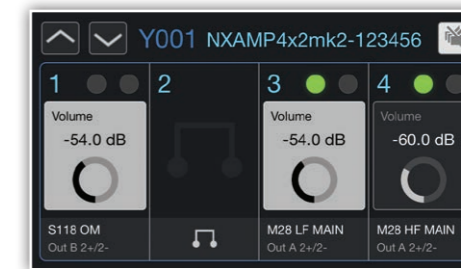 Y001 NXAMP4x2mk2-123456
1 2 3 4
Volume Volume Volume
-54.0 dB -54.0 dB -60.0 dB
S118 OM M28 LF MAIN M28 HF MAIN
Out B 2+/2- Out A 2+/2- Out A 2+/2-